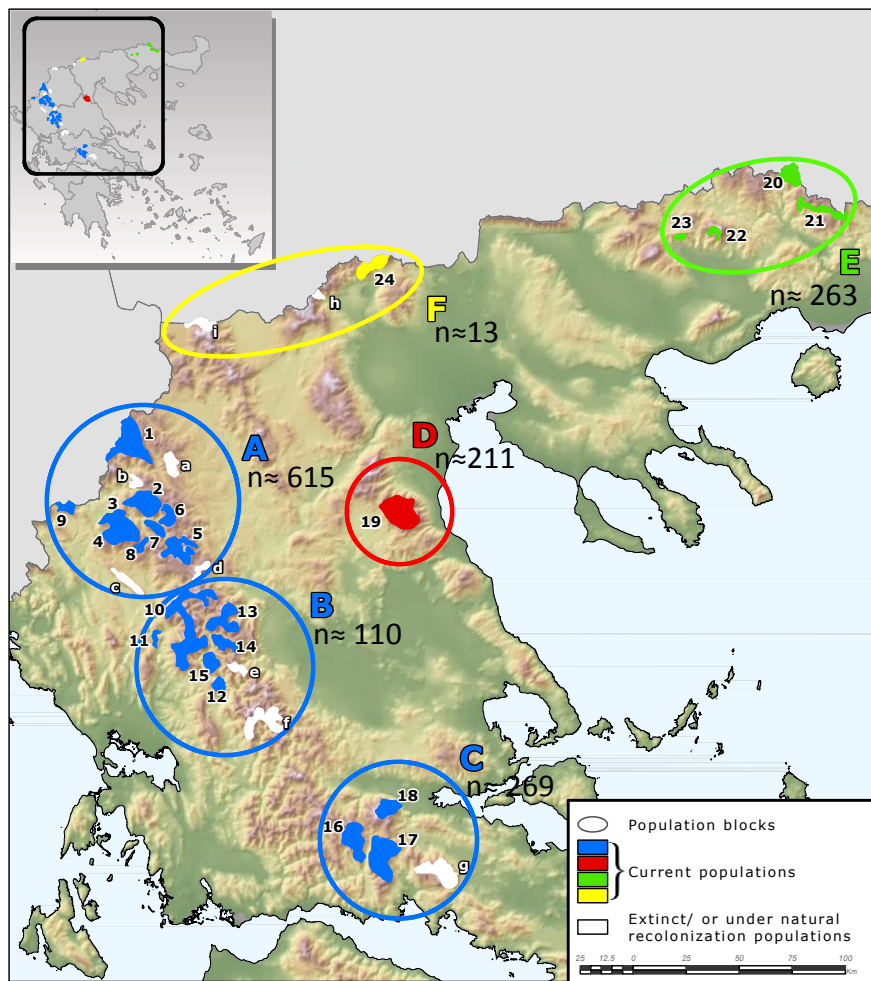 20
21
23
22
E
n≈ 263
24
h
F
n≈13
i
1
A
n≈ 615
a
b
2
3
6
9
4
7
5
8
d
c
D
n≈211
19
10
13
B
n≈ 110
11
14
15
e
12
f
C
n≈ 269
18
16
17
g
Population blocks
Current populations
Extinct/ or under natural
recolonization populations
25 12.5 0 25 50 75 100
Km